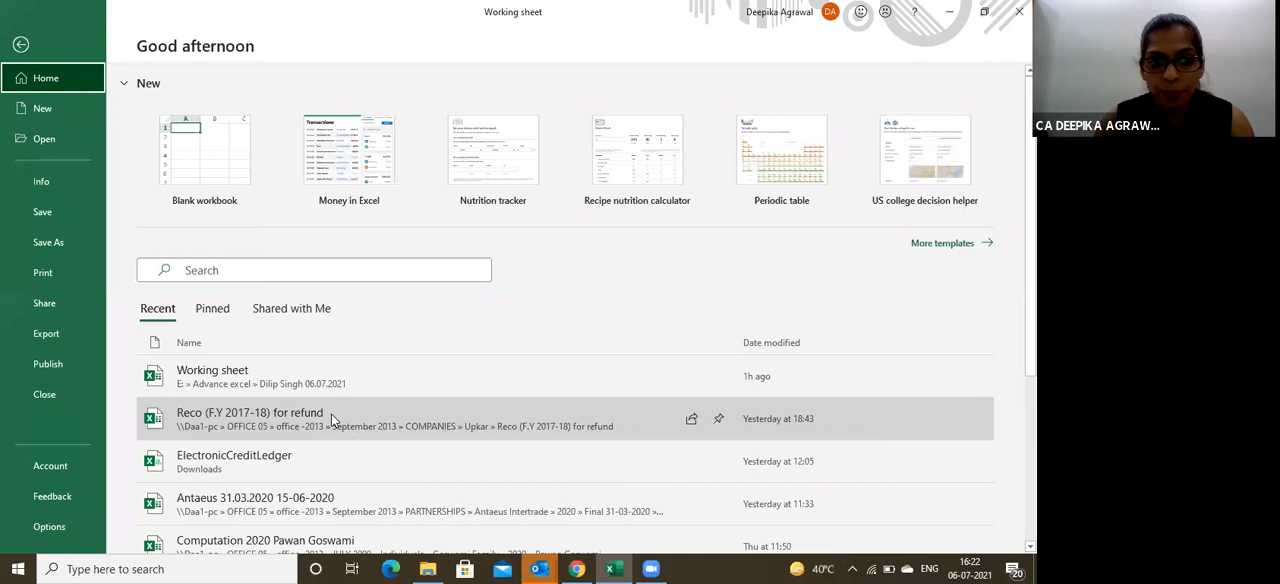 Working sheet
Deepika Agrawal
DA
?
Good afternoon
Home
New
Open
Info
Save
Save As
Print
Share
Export
Publish
Close
Account
Feedback
Options
New
A B C
1
Transactions
Blank workbook
Money in Excel
Nutrition tracker
Recipe nutrition calculator
Periodic table
US college decision helper
More templates
Search
Recent Pinned Shared with Me
Name Date modified
Working sheet
E: » Advance excel » Dilip Singh 06.07.2021
1h ago
Reco (F.Y 2017-18) for refund
\\Daa1-pc » OFFICE 05 » office -2013 » September 2013 » COMPANIES » Upkar » Reco (F.Y 2017-18) for refund
Yesterday at 18:43
ElectronicCreditLedger
Downloads
Yesterday at 12:05
Antaeus 31.03.2020 15-06-2020
\\Daa1-pc » OFFICE 05 » office -2013 » September 2013 » PARTNERSHIPS » Antaeus Intertrade » 2020 » Final 31-03-2020 »...
Yesterday at 11:33
Computation 2020 Pawan Goswami
Thu at 11:50
CA DEEPIKA AGRAW...
Type here to search
40°C
ENG
16:22
06-07-2021
20